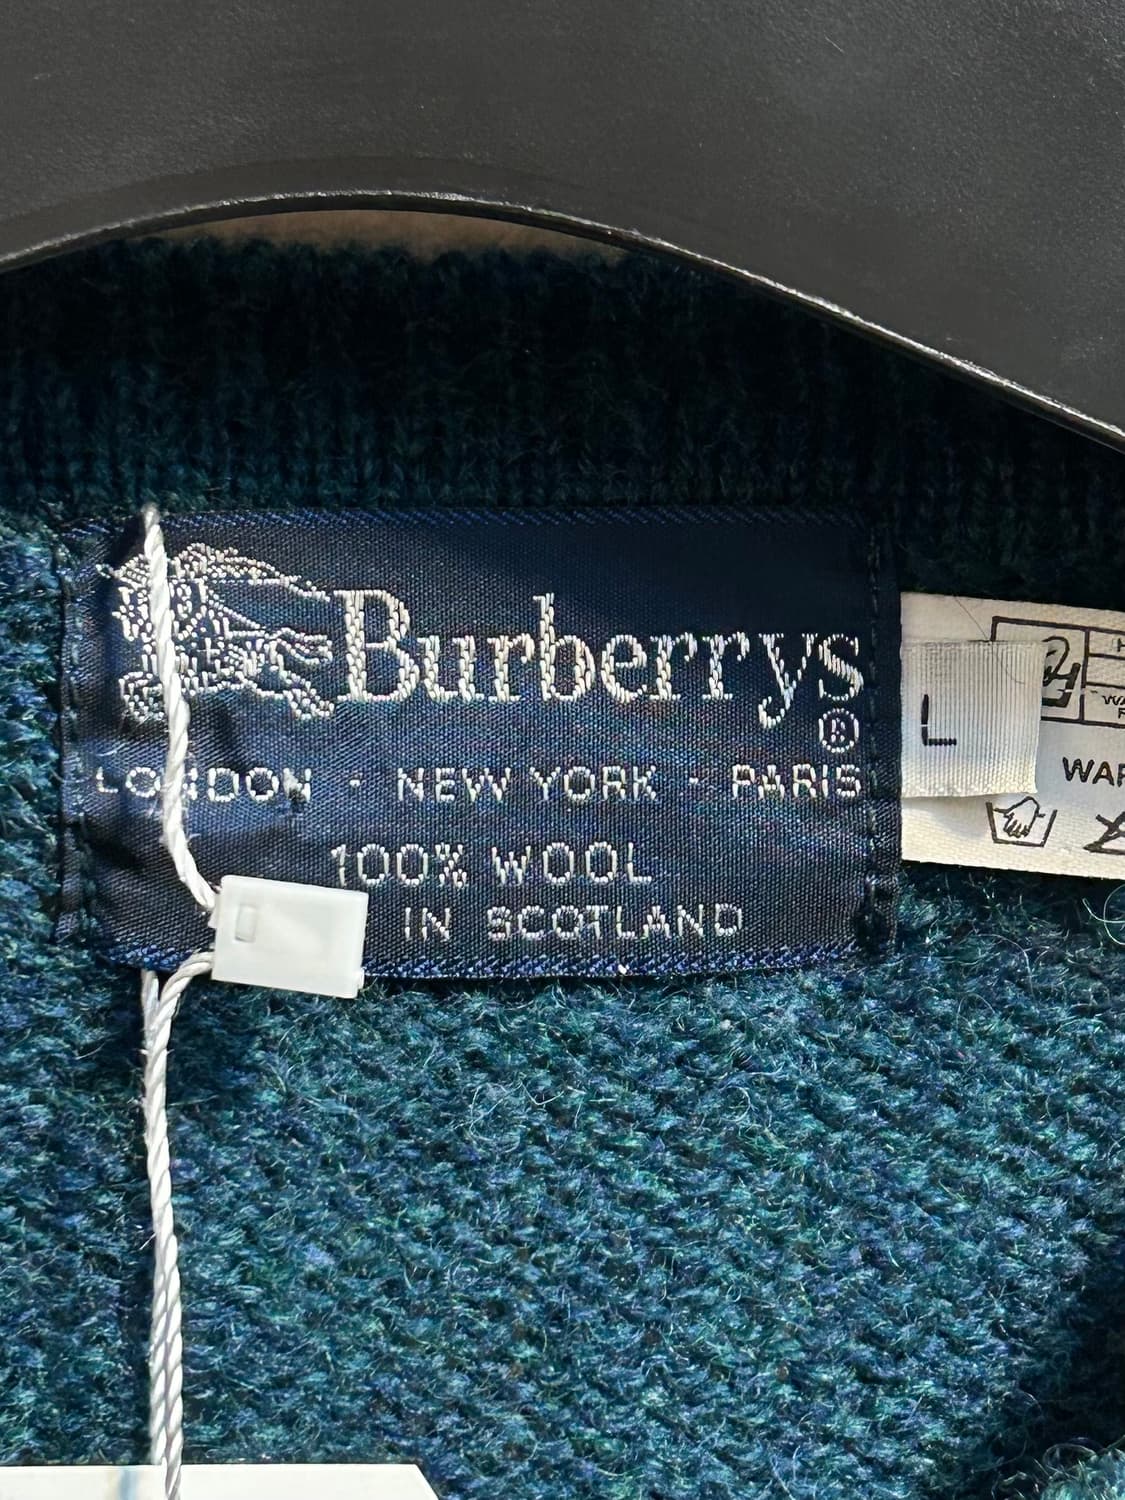 Burberrys
®
LONDON · NEW YORK · PARIS
100% WOOL
IN SCOTLAND
L